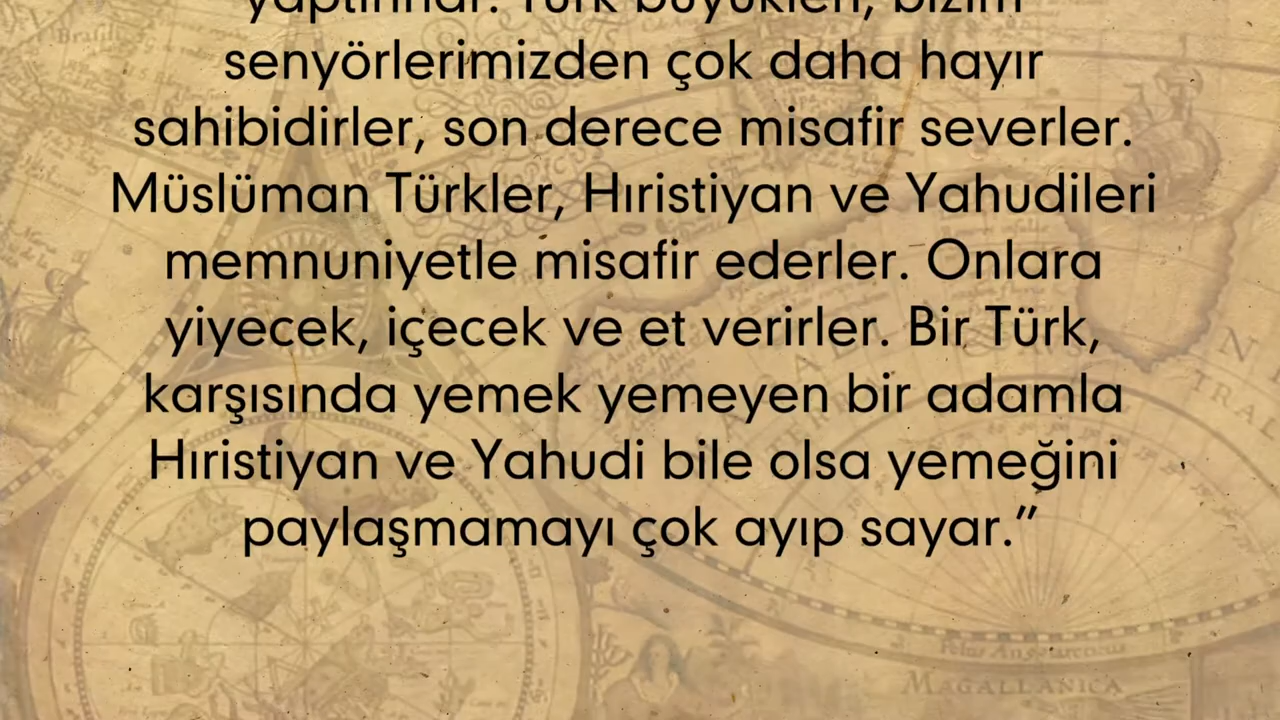 yaptırırlar. Türk büyükleri, bizim
senyörlerimizden çok daha hayır
sahibidirler, son derece misafir severler.
Müslüman Türkler, Hıristiyan ve Yahudileri
memnuniyetle misafir ederler. Onlara
yiyecek, içecek ve et verirler. Bir Türk,
karşısında yemek yemeyen bir adamla
Hıristiyan ve Yahudi bile olsa yemeğini
paylaşmamayı çok ayıp sayar.”
MAGALLANICA